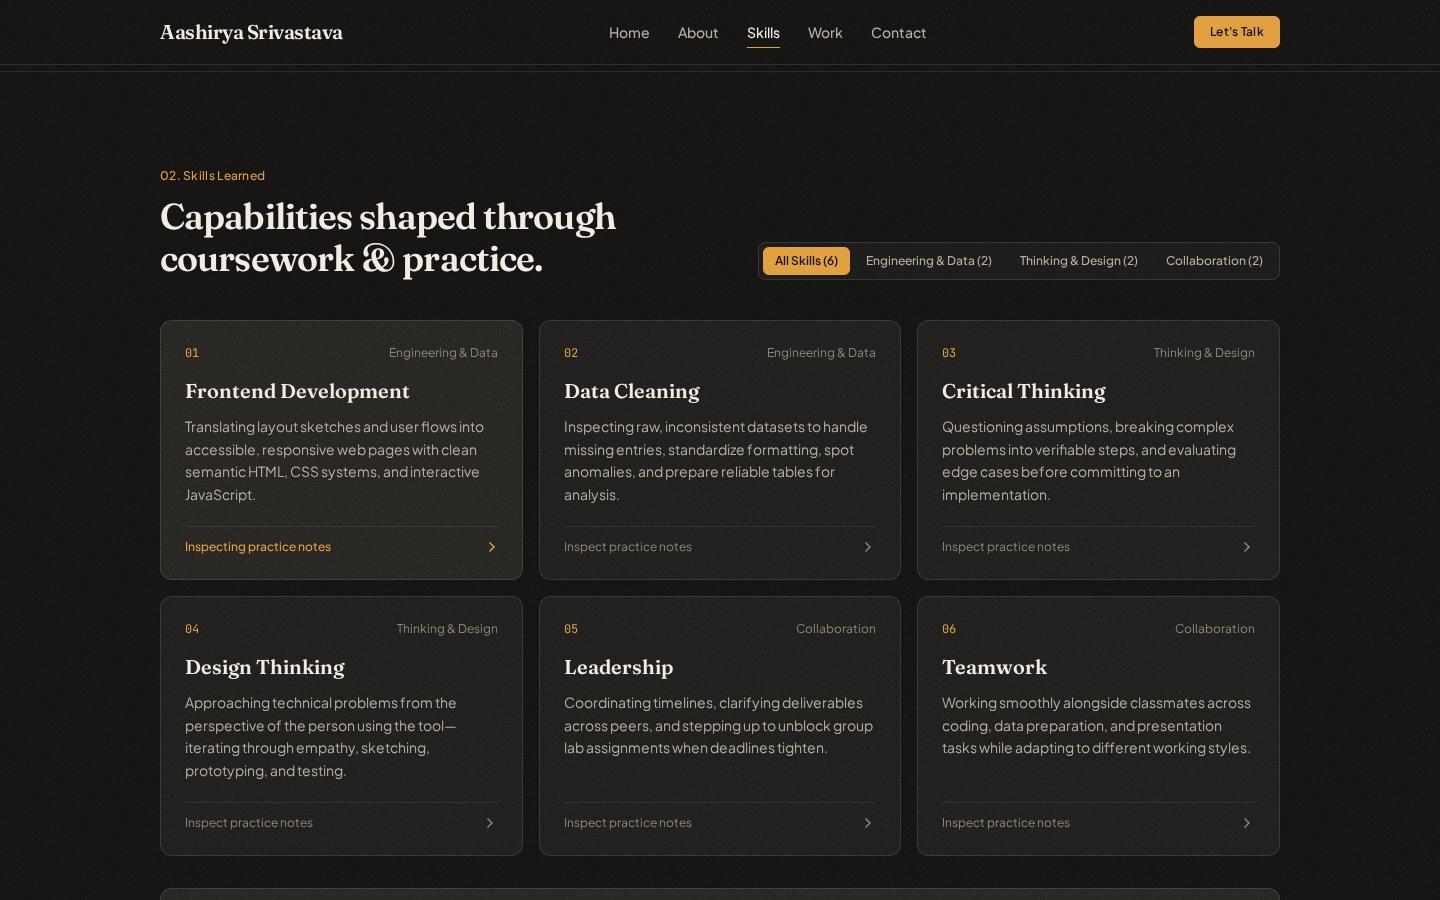 Aashirya Srivastava
Home
About
Skills
Work
Contact
Let's Talk
02. Skills Learned
Capabilities shaped through
coursework & practice.
All Skills (6)
Engineering & Data (2)
Thinking & Design (2)
Collaboration (2)
01
Engineering & Data
Frontend Development
Translating layout sketches and user flows into
accessible, responsive web pages with clean
semantic HTML, CSS systems, and interactive
JavaScript.
Inspecting practice notes
02
Engineering & Data
Data Cleaning
Inspecting raw, inconsistent datasets to handle
missing entries, standardize formatting, spot
anomalies, and prepare reliable tables for
analysis.
Inspect practice notes
03
Thinking & Design
Critical Thinking
Questioning assumptions, breaking complex
problems into verifiable steps, and evaluating
edge cases before committing to an
implementation.
Inspect practice notes
04
Thinking & Design
Design Thinking
Approaching technical problems from the
perspective of the person using the tool—
iterating through empathy, sketching,
prototyping, and testing.
Inspect practice notes
05
Collaboration
Leadership
Coordinating timelines, clarifying deliverables
across peers, and stepping up to unblock group
lab assignments when deadlines tighten.
Inspect practice notes
06
Collaboration
Teamwork
Working smoothly alongside classmates across
coding, data preparation, and presentation
tasks while adapting to different working styles.
Inspect practice notes